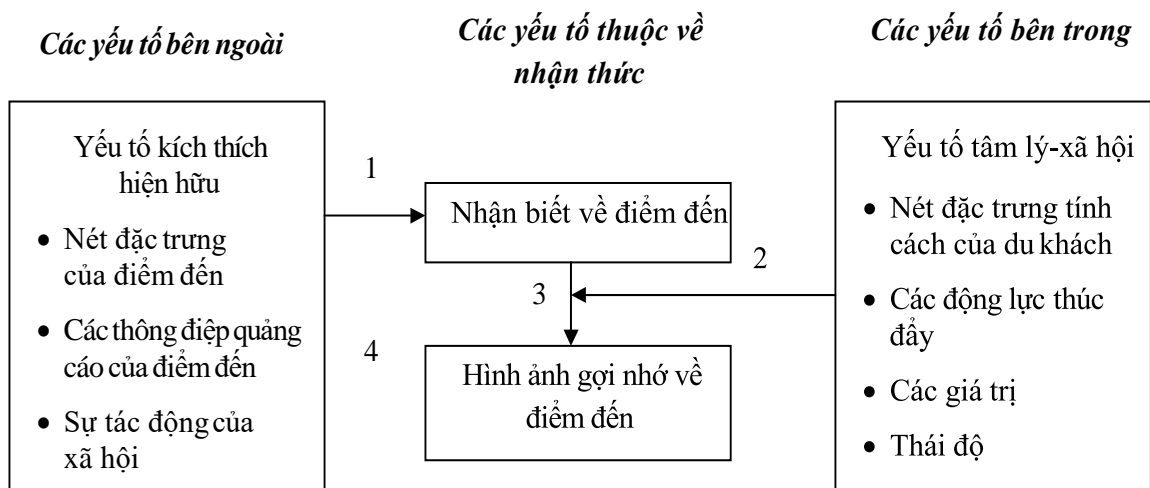 Các yếu tố bên ngoài
Các yếu tố thuộc về
nhận thức
Các yếu tố bên trong
Yếu tố kích thích
hiện hữu
• Nét đặc trưng
của điểm đến
• Các thông điệp quảng
cáo của điểm đến
• Sự tác động của
xã hội
1
Nhận biết về điểm đến
2
3
4
Hình ảnh gợi nhớ về
điểm đến
Yếu tố tâm lý-xã hội
• Nét đặc trưng tính
cách của du khách
• Các động lực thúc
đẩy
• Các giá trị
• Thái độ